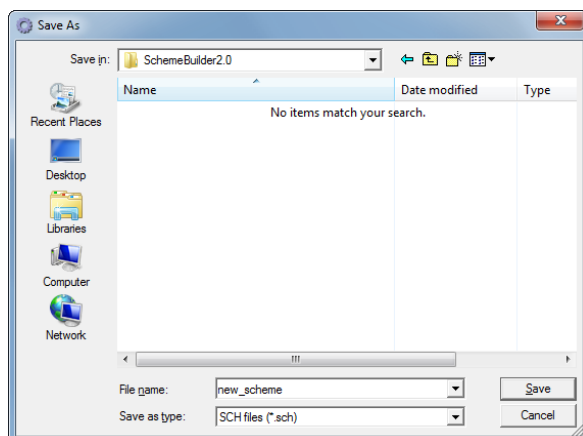 Save As
Save in:
SchemeBuilder2.0
Name
Date modified
Type
No items match your search.
Recent Places
Desktop
Libraries
Computer
Network
File name:
new_scheme
Save
Save as type:
SCH files (*.sch)
Cancel